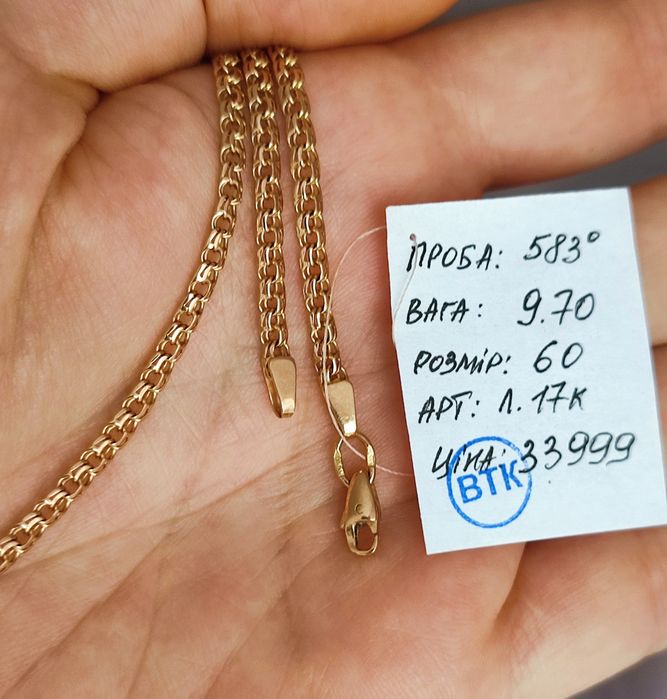 ПРОБА: 583°
ВАГА: 9.70
РОЗМІР: 60
АРТ: Л. 17К
ЦІНА: 33999
ВТК